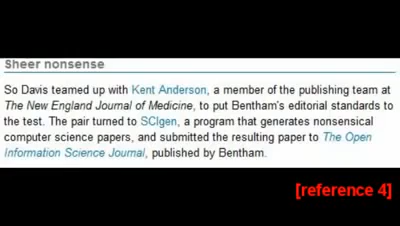 Sheer nonsense
So Davis teamed up with Kent Anderson, a member of the publishing team at
The New England Journal of Medicine, to put Bentham's editorial standards to
the test. The pair turned to SCIgen, a program that generates nonsensical
computer science papers, and submitted the resulting paper to The Open
Information Science Journal, published by Bentham.
[reference 4]